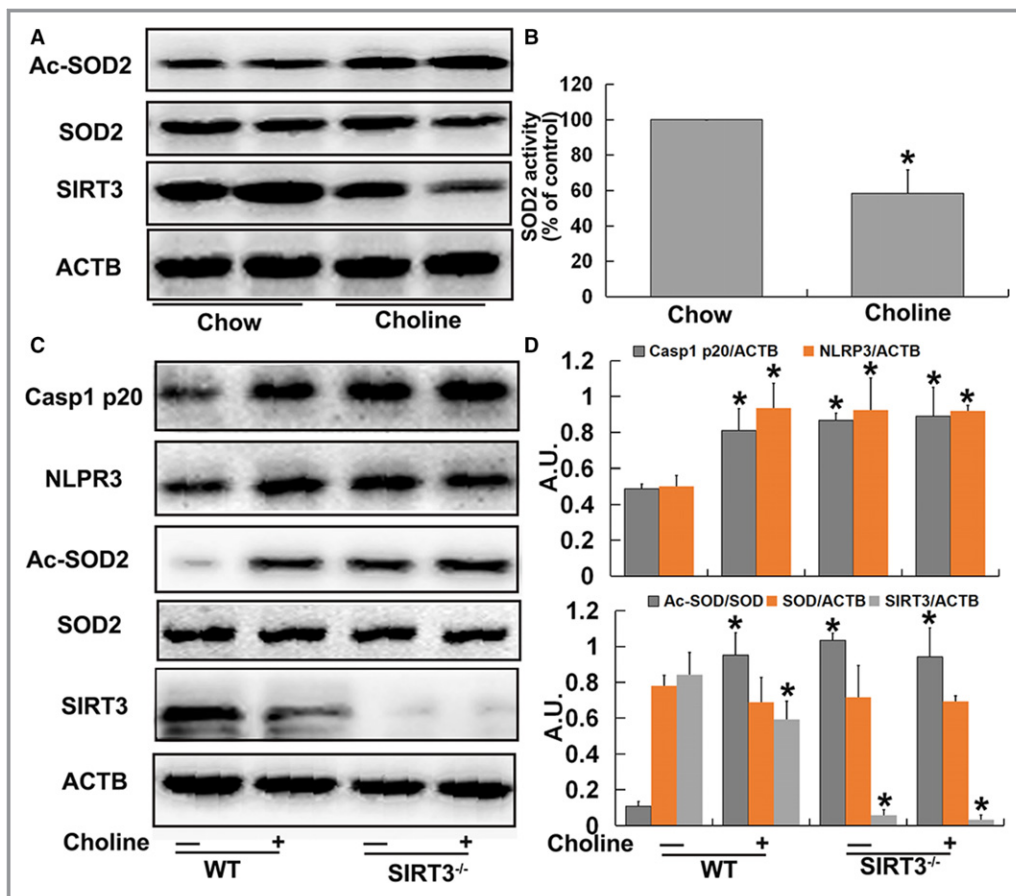 A
Ac-SOD2
SOD2
SIRT3
ACTB
Chow Choline
B
SOD2 activity
(% of control)
120
100
80
60
40
20
0
*
Chow Choline
C
Casp1 p20
NLPR3
Ac-SOD2
SOD2
SIRT3
ACTB
Choline — + — +
WT SIRT3-/-
D
Casp1 p20/ACTB NLRP3/ACTB
A.U.
1.2
1
0.8
0.6
0.4
0.2
0
* * * * * *
Ac-SOD/SOD SOD/ACTB SIRT3/ACTB
A.U.
1.2
1
0.8
0.6
0.4
0.2
0
* * * * * *
Choline — + — +
WT SIRT3-/-